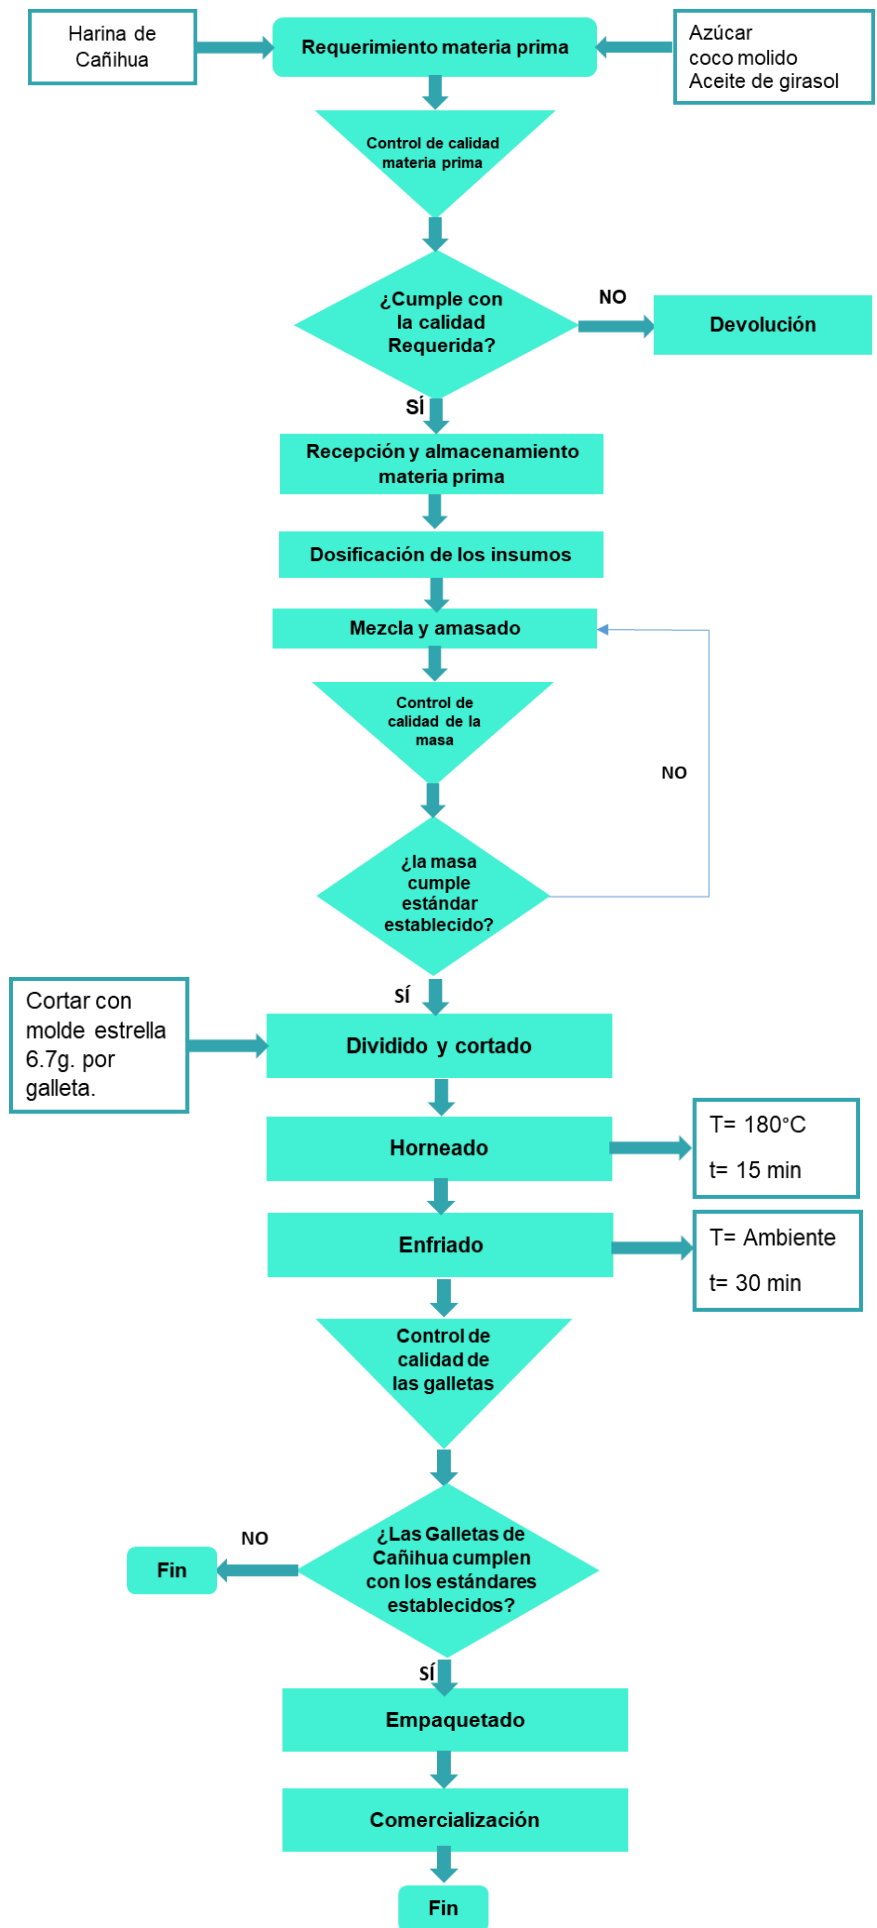 Harina de
Cañihua
Requerimiento materia prima
Azúcar
coco molido
Aceite de girasol
Control de calidad
materia prima
¿Cumple con
la calidad
Requerida?
NO
Devolución
SÍ
Recepción y almacenamiento
materia prima
Dosificación de los insumos
Mezcla y amasado
Control de
calidad de la
masa
NO
¿la masa
cumple
estándar
establecido?
SÍ
Cortar con
molde estrella
6.7g. por
galleta.
Dividido y cortado
Horneado
T= 180°C
t= 15 min
Enfriado
T= Ambiente
t= 30 min
Control de
calidad de
las galletas
¿Las Galletas de
Cañihua cumplen
con los estándares
establecidos?
NO
Fin
SÍ
Empaquetado
Comercialización
Fin